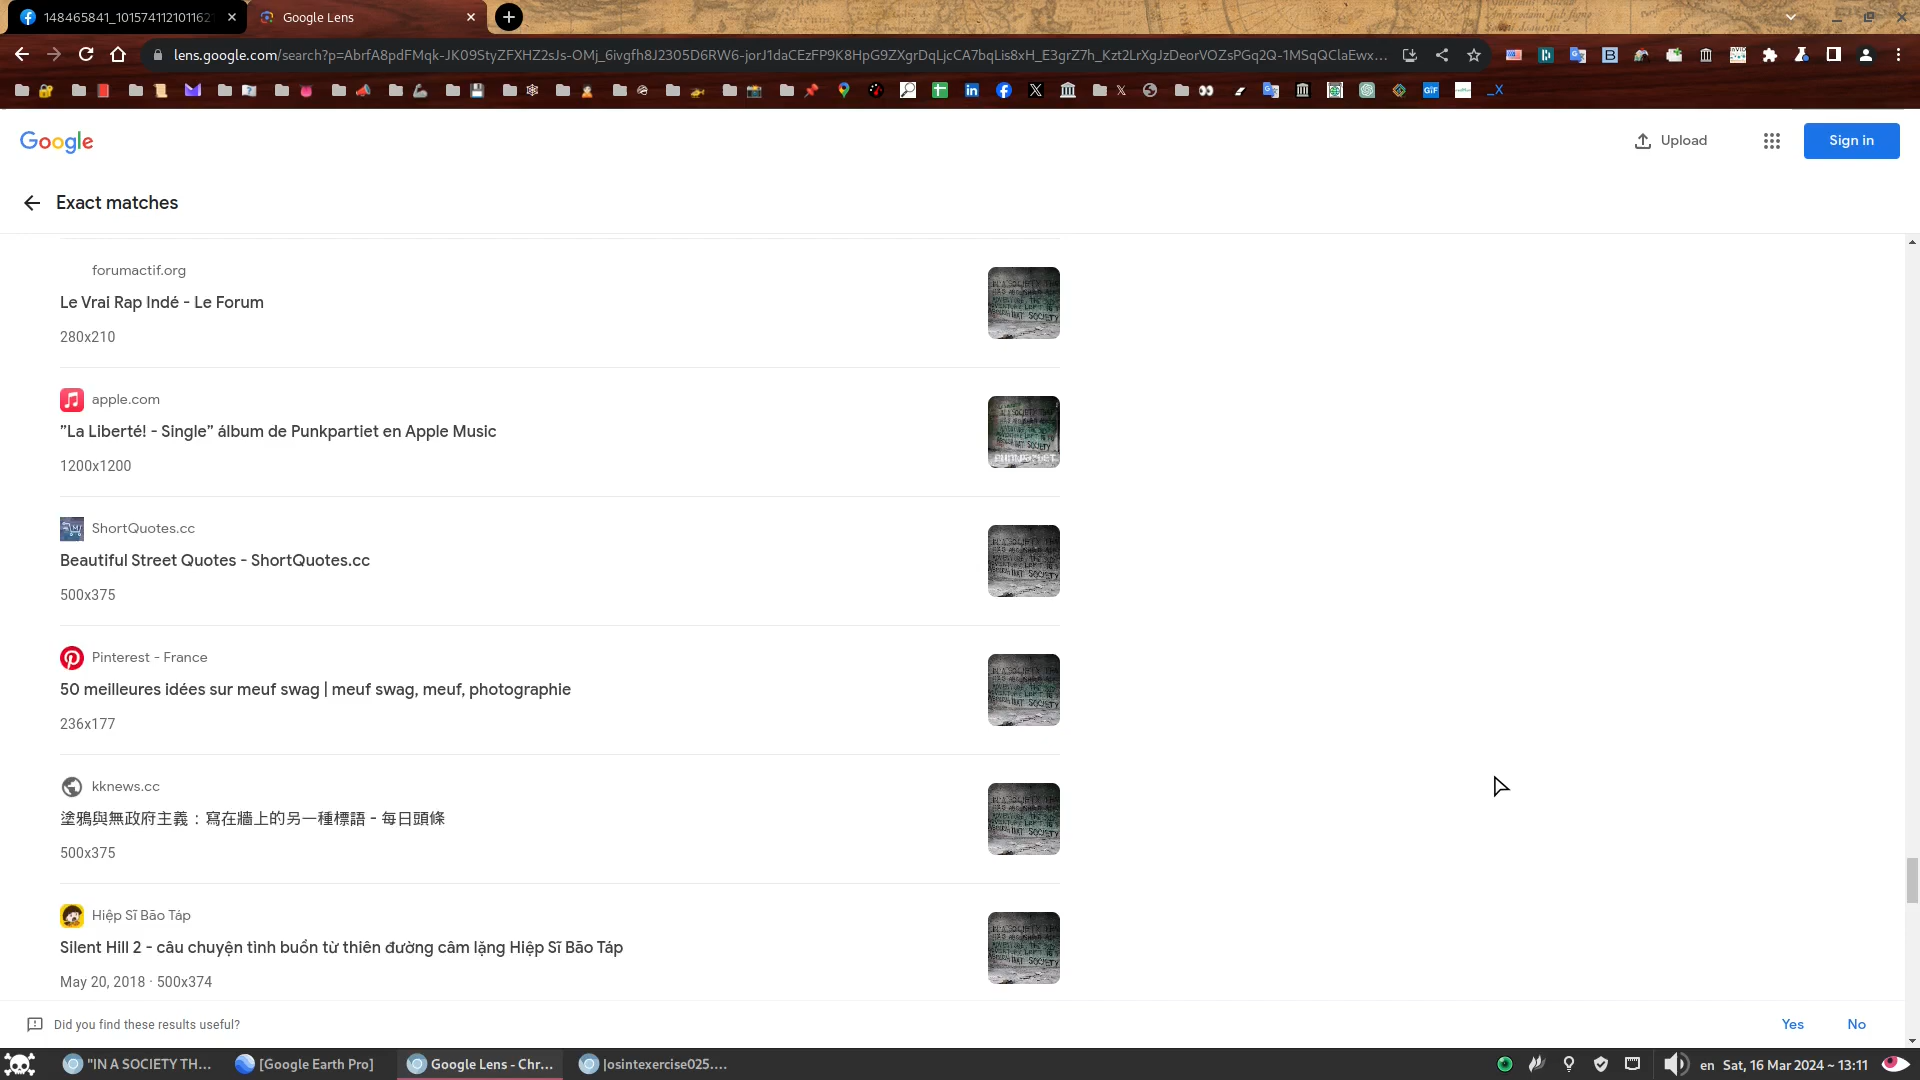 148465841_1015741121011621
Google Lens
lens.google.com/search?p=AbrfA8pdFMqk-JK09StyZFXHZ2sJs-OMj_6ivgfh8J2305D6RW6-jorJ1daCEzFP9K8HpG9ZXgrDqLjcCA7bqLis8xH_E3grZ7h_Kzt2LrXgJzDeorVOZsPGq2Q-1MSqQClaEwx...
Google
Upload
Sign in
Exact matches
forumactif.org
Le Vrai Rap Indé - Le Forum
280x210
apple.com
”La Liberté! - Single” álbum de Punkpartiet en Apple Music
1200x1200
ShortQuotes.cc
Beautiful Street Quotes - ShortQuotes.cc
500x375
Pinterest - France
50 meilleures idées sur meuf swag | meuf swag, meuf, photographie
236x177
kknews.cc
塗鴉與無政府主義：寫在牆上的另一種標語 - 每日頭條
500x375
Hiệp Sĩ Bão Táp
Silent Hill 2 - câu chuyện tình buồn từ thiên đường câm lặng Hiệp Sĩ Bão Táp
May 20, 2018 · 500x374
Did you find these results useful?
Yes
No
"IN A SOCIETY TH...
[Google Earth Pro]
Google Lens - Chr...
|osintexercise025....
en
Sat, 16 Mar 2024 ~ 13:11